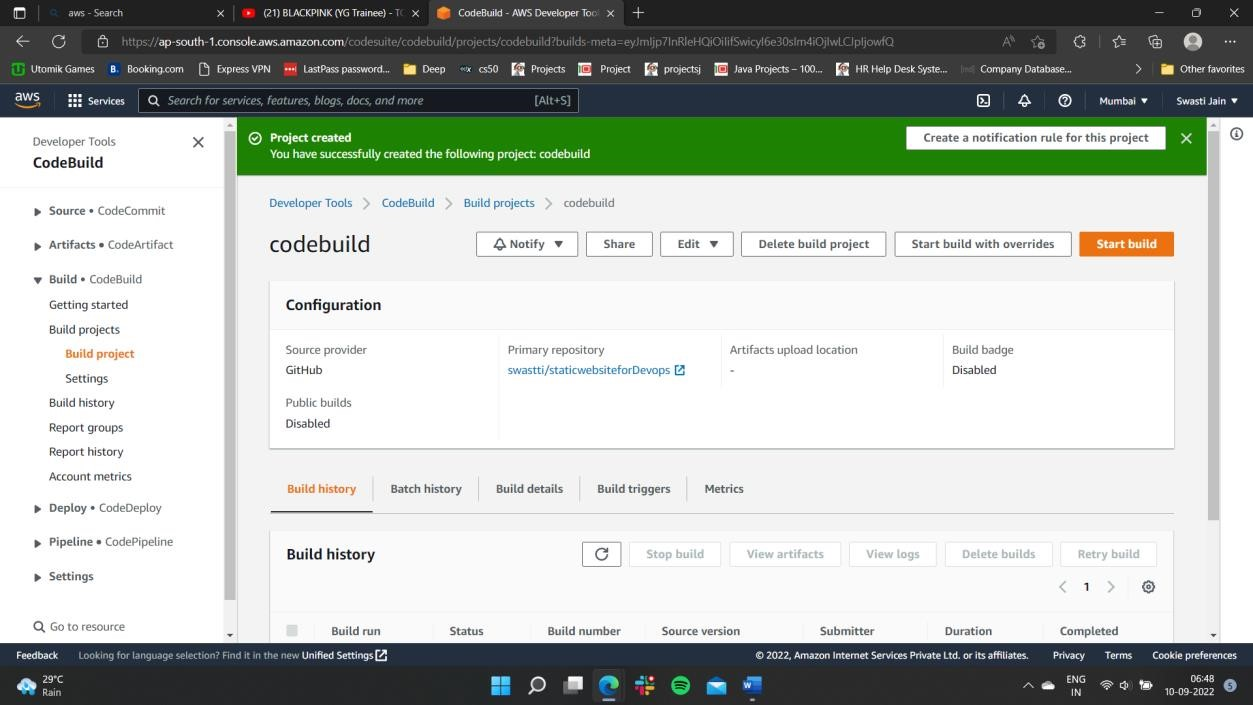 aws - Search
(21) BLACKPINK (YG Trainee) - TO
CodeBuild - AWS Developer Tool
https://ap-south-1.console.aws.amazon.com/codesuite/codebuild/projects/codebuild?builds-meta=eyJmIjp7InRleHQiOiIifSwicyI6e30sIm4iOjIwLCJpIjowfQ
Utomik Games
Booking.com
Express VPN
LastPass password...
Deep
cs50
Projects
Project
projectsj
Java Projects – 100...
HR Help Desk Syste...
Company Database...
Other favorites
aws
Services
Search for services, features, blogs, docs, and more
[Alt+S]
Mumbai
Swasti Jain
Developer Tools
CodeBuild
Source • CodeCommit
Artifacts • CodeArtifact
Build • CodeBuild
Getting started
Build projects
Build project
Settings
Build history
Report groups
Report history
Account metrics
Deploy • CodeDeploy
Pipeline • CodePipeline
Settings
Go to resource
Project created
You have successfully created the following project: codebuild
Create a notification rule for this project
Developer Tools
CodeBuild
Build projects
codebuild
codebuild
Notify
Share
Edit
Delete build project
Start build with overrides
Start build
Configuration
Source provider
GitHub
Primary repository
swastti/staticwebsiteforDevops
Artifacts upload location
-
Build badge
Disabled
Public builds
Disabled
Build history
Batch history
Build details
Build triggers
Metrics
Build history
Stop build
View artifacts
View logs
Delete builds
Retry build
1
Build run
Status
Build number
Source version
Submitter
Duration
Completed
Feedback
Looking for language selection? Find it in the new Unified Settings
© 2022, Amazon Internet Services Private Ltd. or its affiliates.
Privacy
Terms
Cookie preferences
29°C
Rain
ENG
IN
06:48
10-09-2022
5